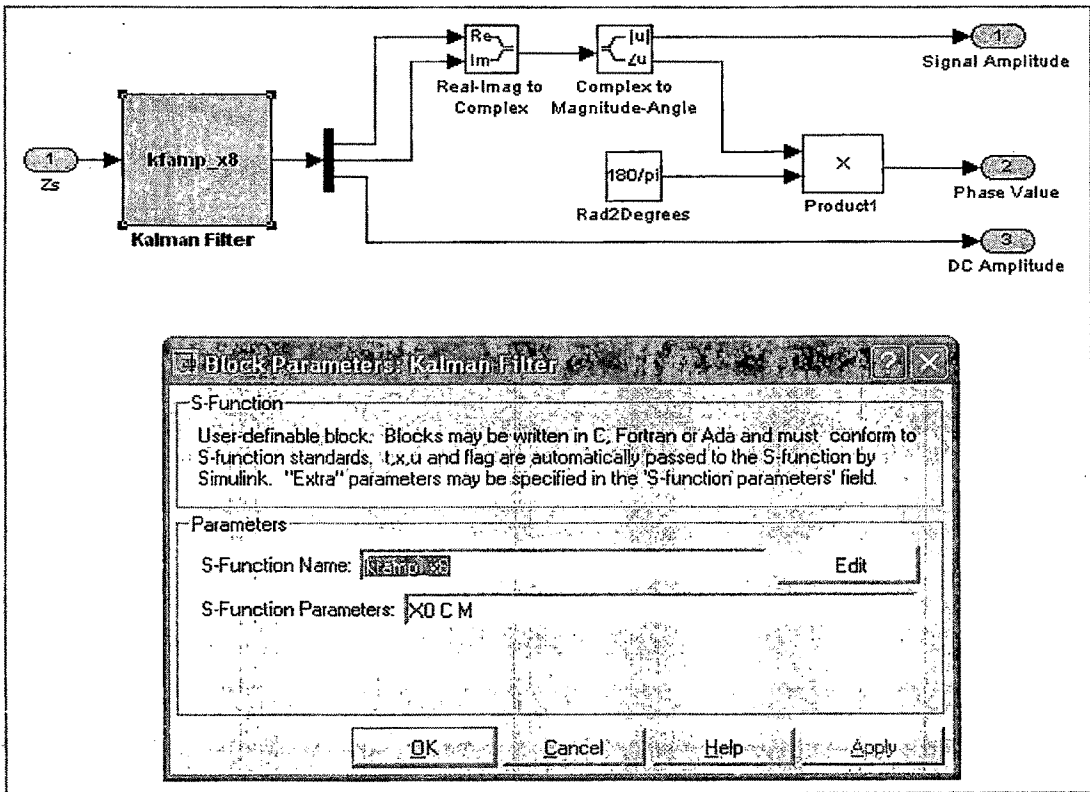 Re
Im
Real-Imag to
Complex
|u|
∠u
Complex to
Magnitude-Angle
1
Signal Amplitude
1
Zs
kfamp_x8
Kalman Filter
180/pi
Rad2Degrees
×
Product1
2
Phase Value
3
DC Amplitude
Block Parameters: Kalman Filter
S-Function
User-definable block. Blocks may be written in C, Fortran or Ada and must conform to
S-function standards. t,x,u and flag are automatically passed to the S-function by
Simulink. "Extra" parameters may be specified in the 'S-function parameters' field.
Parameters
S-Function Name: kfamp_x8
Edit
S-Function Parameters: X0 C M
OK
Cancel
Help
Apply